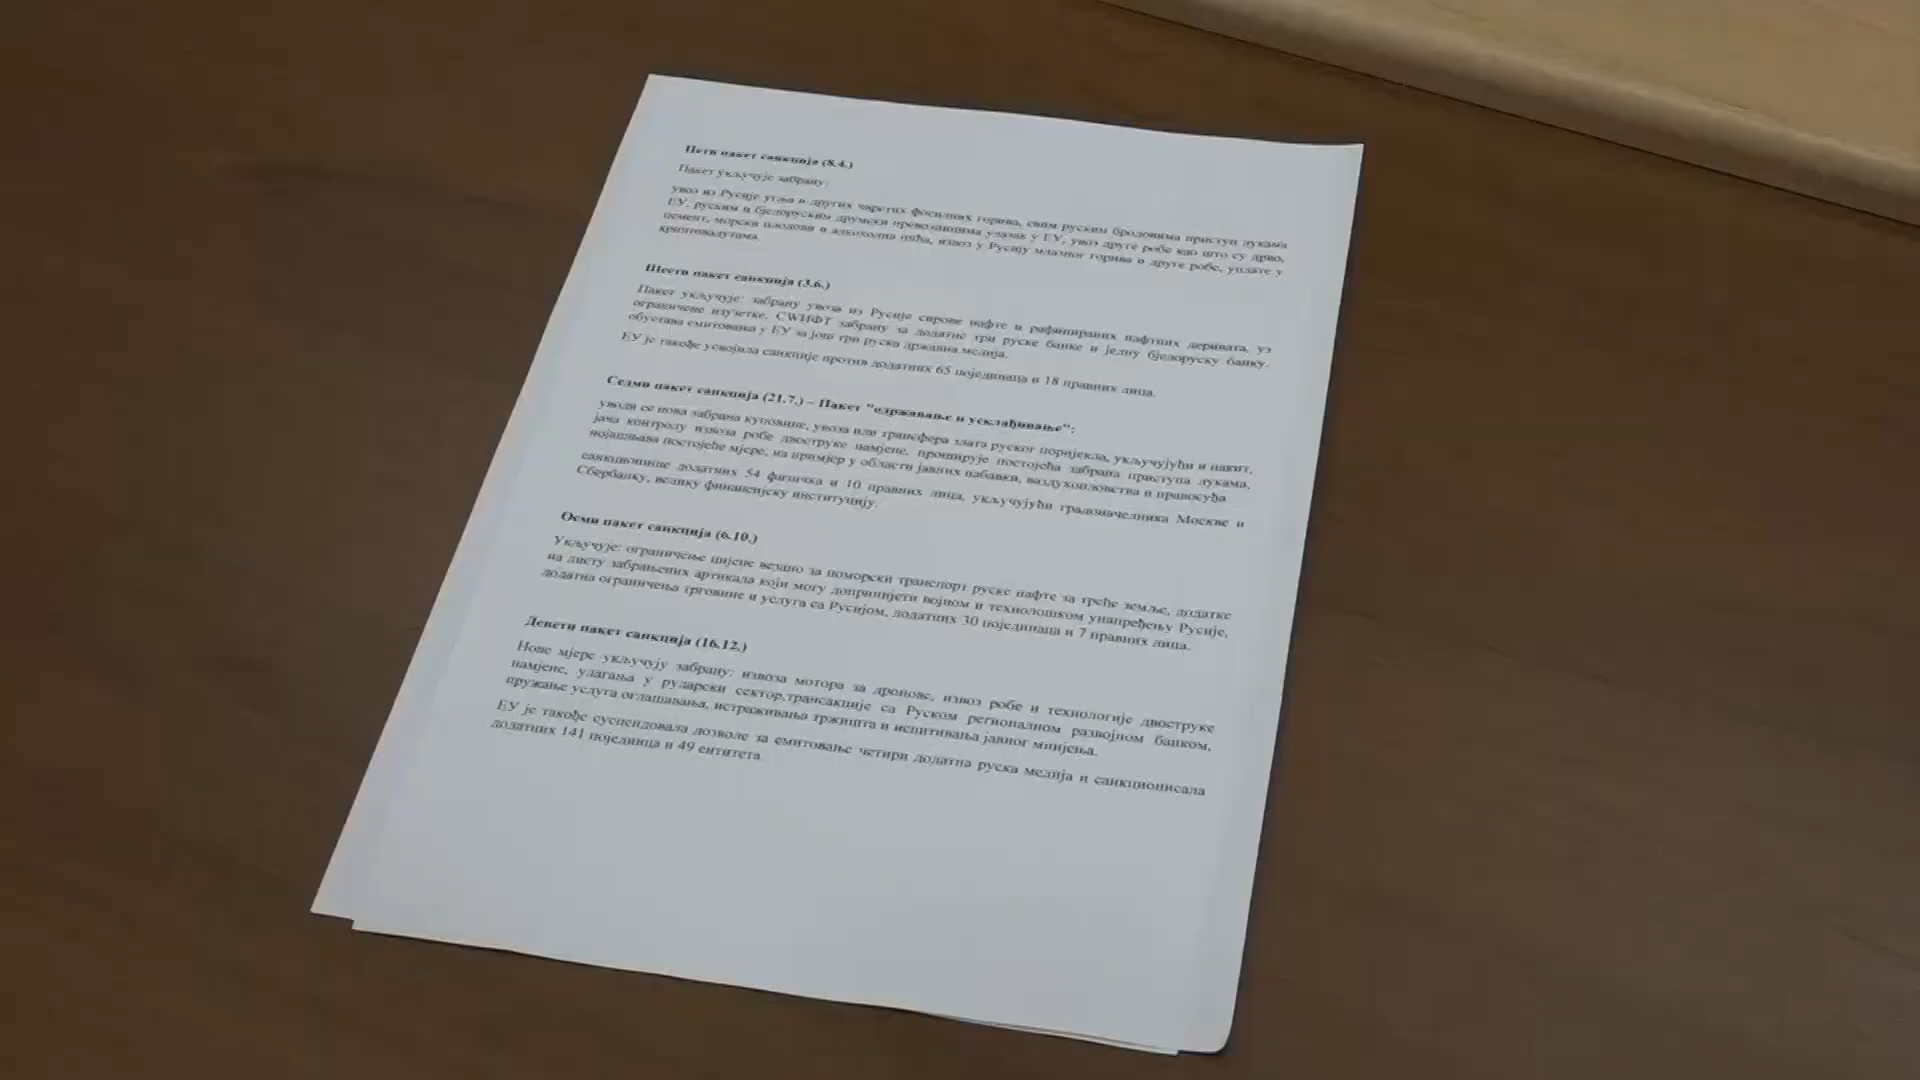 Пети пакет санкција (8.4.)
Пакет укључује забрану:
увоз из Русије угља и других чврстих фосилних горива, свим руским бродовима приступ лукама
ЕУ, руским и бјелоруским друмски превозницима улазак у ЕУ, увоз друге робе као што су дрво,
цемент, морски плодови и алкохолна пића, извоз у Русију млазног горива и друге робе, уплате у
криптовалутама.
Шести пакет санкција (3.6.)
Пакет укључује: забрану увоза из Русије сирове нафте и рафинираних нафтних деривата, уз
ограничене изузетке, СWИФТ забрану за додатне три руске банке и једну бјелоруску банку,
обустава емитовања у ЕУ за још три руска државна медија.
ЕУ је такође усвојила санкције против додатних 65 појединаца и 18 правних лица.
Седми пакет санкција (21.7.) – Пакет "одржавање и усклађивање":
уводи се нова забрана куповине, увоза или трансфера злата руског поријекла, укључујући и накит,
јача контролу извоза робе двоструке намјене, проширује постојећа забрана приступа лукама,
појашњава постојеће мјере, на примјер у области јавних набавки, ваздухопловства и правосуђа
санкционише додатних 54 физичка и 10 правних лица, укључујући градоначелника Москве и
Сбербанку, велику финансијску институцију.
Осми пакет санкција (6.10.)
Укључује: ограничење цијене везано за поморски транспорт руске нафте за треће земље, додатке
на листу забрањених артикала који могу допринијети војном и технолошком унапређењу Русије,
додатна ограничења трговине и услуга са Русијом, додатних 30 појединаца и 7 правних лица.
Девети пакет санкција (16.12.)
Нове мјере укључују забрану: извоза мотора за дронове, извоз робе и технологије двоструке
намјене, улагања у рударски сектор,трансакције са Руском регионалном развојном банком,
пружање услуга оглашавања, истраживања тржишта и испитивања јавног мнијења.
ЕУ је такође суспендовала дозволе за емитовање четири додатна руска медија и санкционисала
додатних 141 појединца и 49 ентитета.